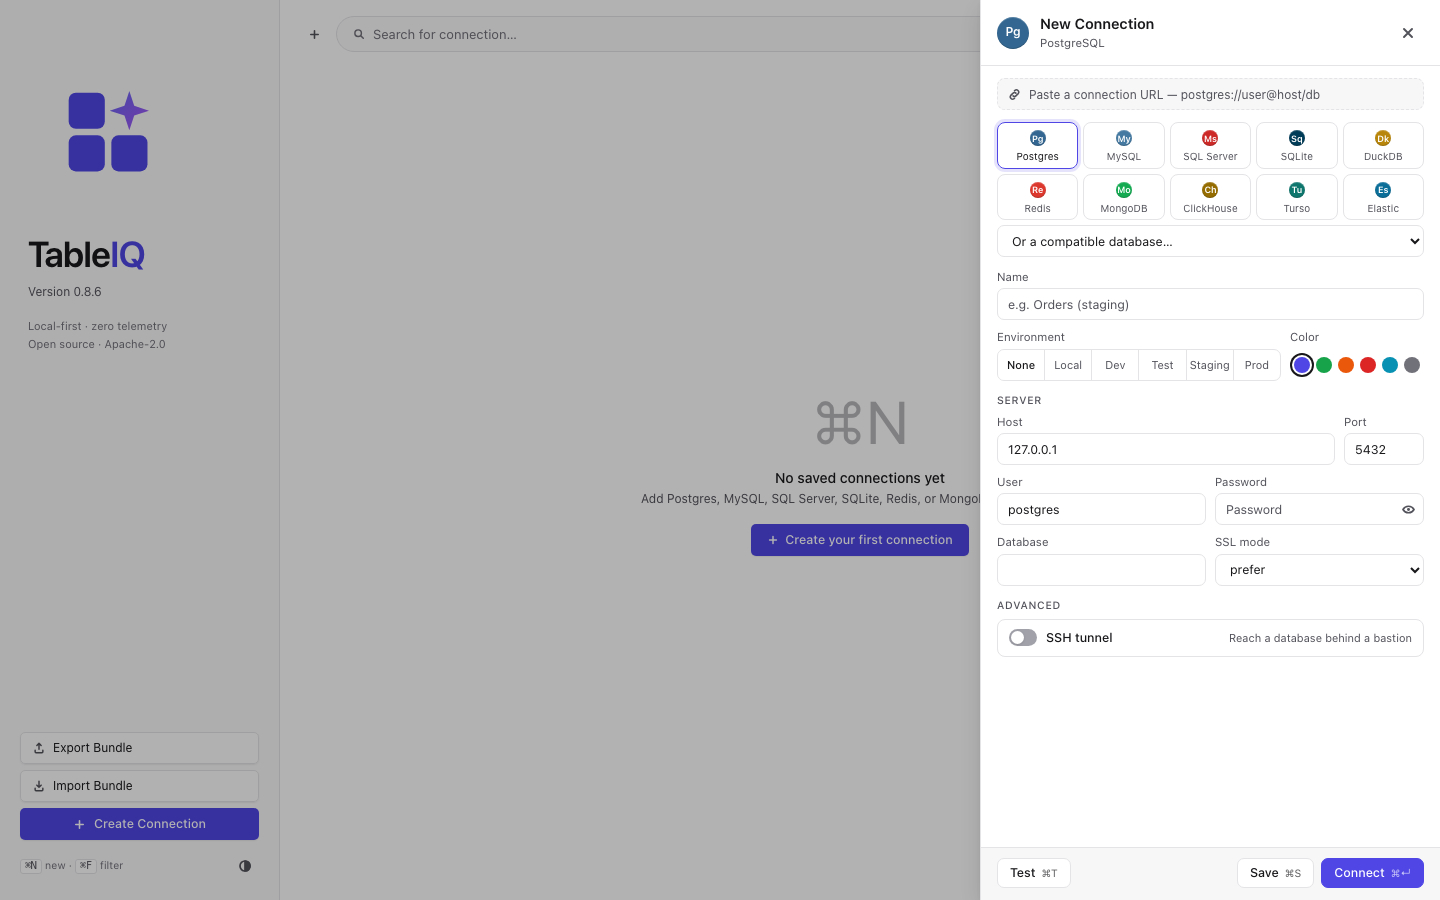 TableIQ
Version 0.8.6
Local-first · zero telemetry
Open source · Apache-2.0
Export Bundle
Import Bundle
+ Create Connection
⌘N new · ⌘F filter
+
Search for connection...
⌘N
No saved connections yet
Add Postgres, MySQL, SQL Server, SQLite, Redis, or
+ Create your first connection
Pg
New Connection
PostgreSQL
Paste a connection URL — postgres://user@host/db
Pg My Ms Sq Dk
Postgres MySQL SQL Server SQLite DuckDB
Re Mo Ch Tu Es
Redis MongoDB ClickHouse Turso Elastic
Or a compatible database...
Name
e.g. Orders (staging)
Environment Color
None Local Dev Test Staging Prod
SERVER
Host Port
127.0.0.1 5432
User Password
postgres Password
Database SSL mode
prefer
ADVANCED
SSH tunnel Reach a database behind a bastion
Test ⌘T Save ⌘S Connect ⌘↵